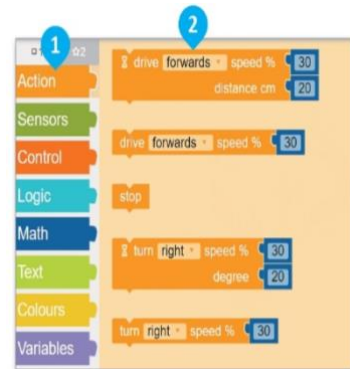 1
2
☆2
Action
Sensors
Control
Logic
Math
Text
Colours
Variables
drive forwards speed % 30
distance cm 20
drive forwards speed % 30
stop
turn right speed % 30
degree 20
turn right speed % 30